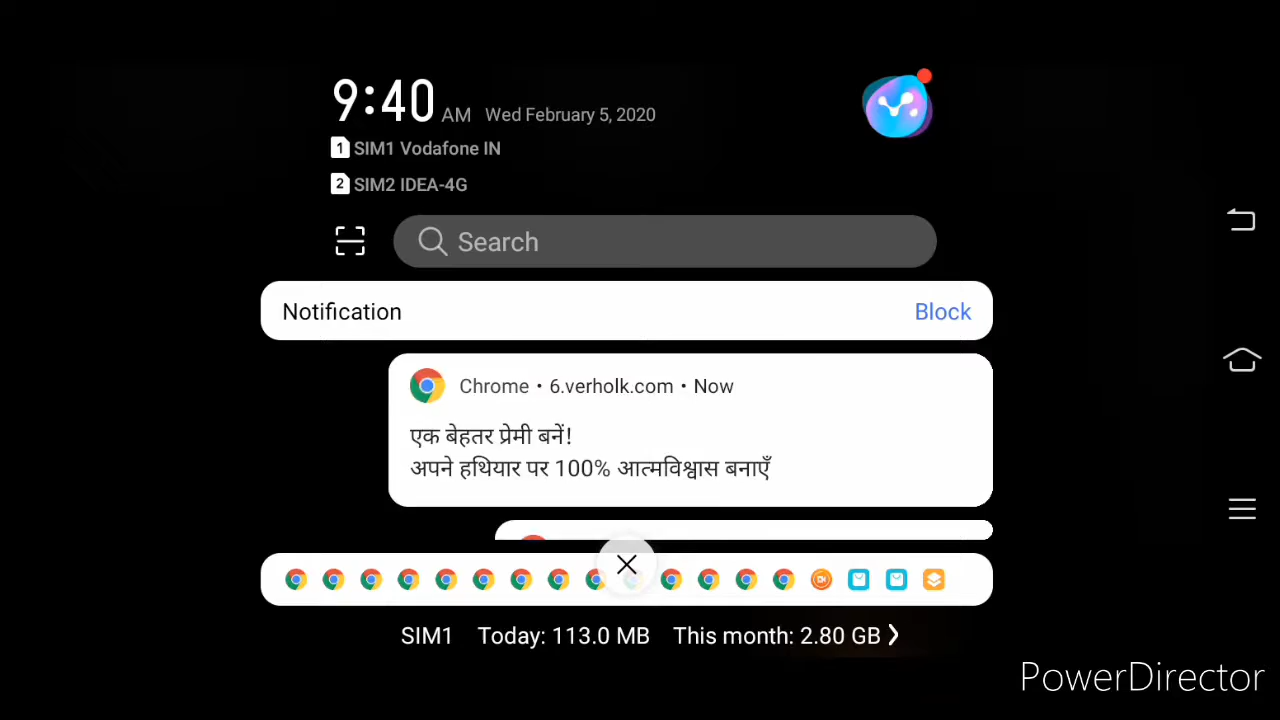 9:40 AM Wed February 5, 2020
1 SIM1 Vodafone IN
2 SIM2 IDEA-4G
Search
Notification Block
Chrome • 6.verholk.com • Now
एक बेहतर प्रेमी बनें!
अपने हथियार पर 100% आत्मविश्वास बनाएँ
SIM1 Today: 113.0 MB This month: 2.80 GB
PowerDirector